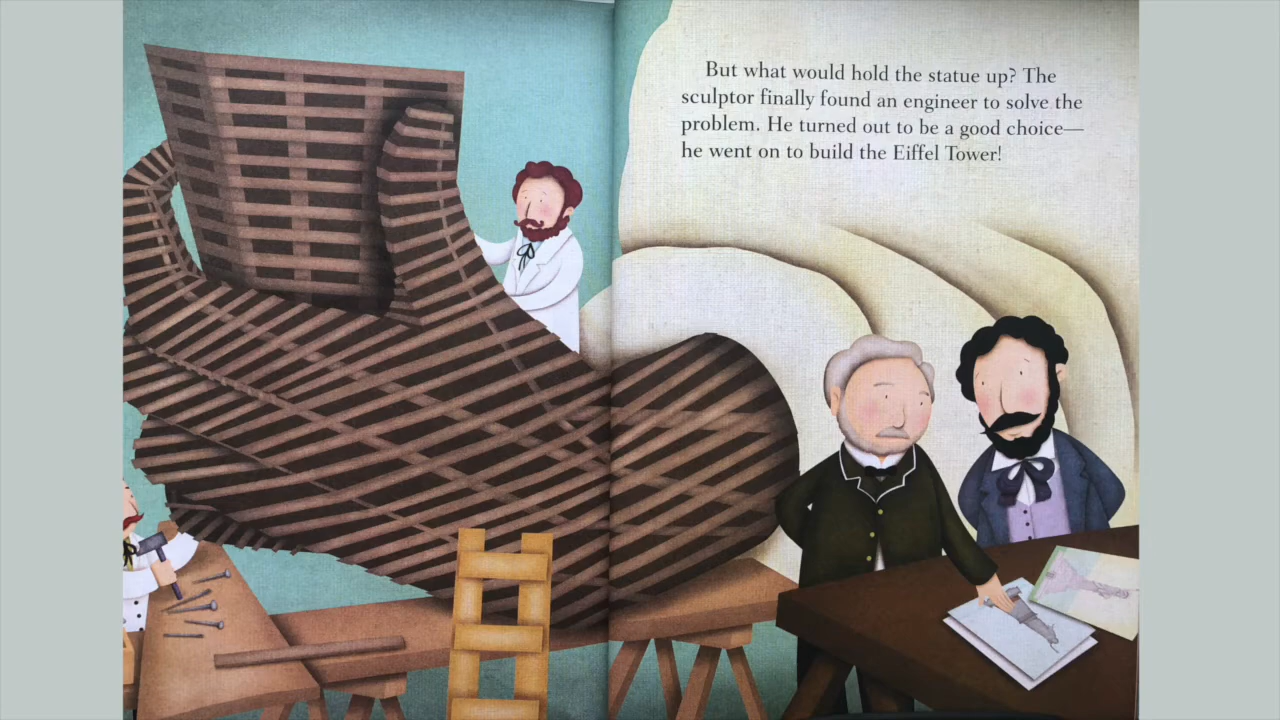 But what would hold the statue up? The
sculptor finally found an engineer to solve the
problem. He turned out to be a good choice—
he went on to build the Eiffel Tower!